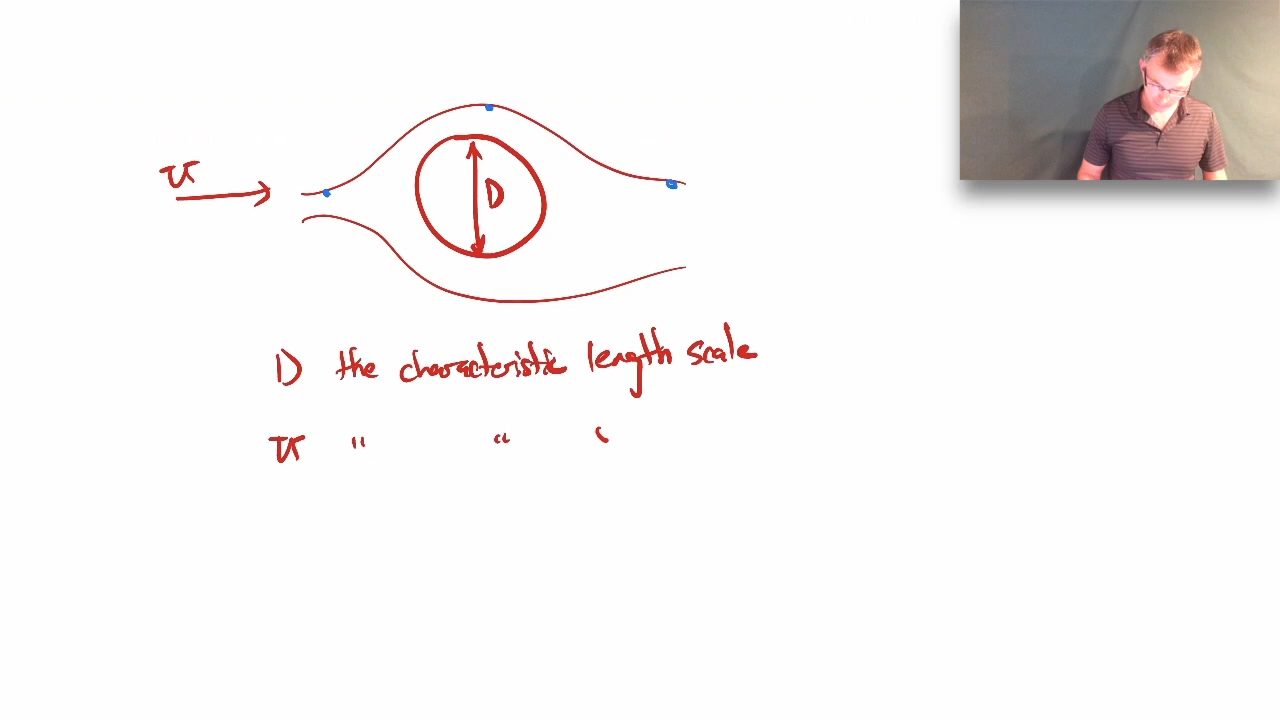 U
D
D the characteristic length scale
U " "